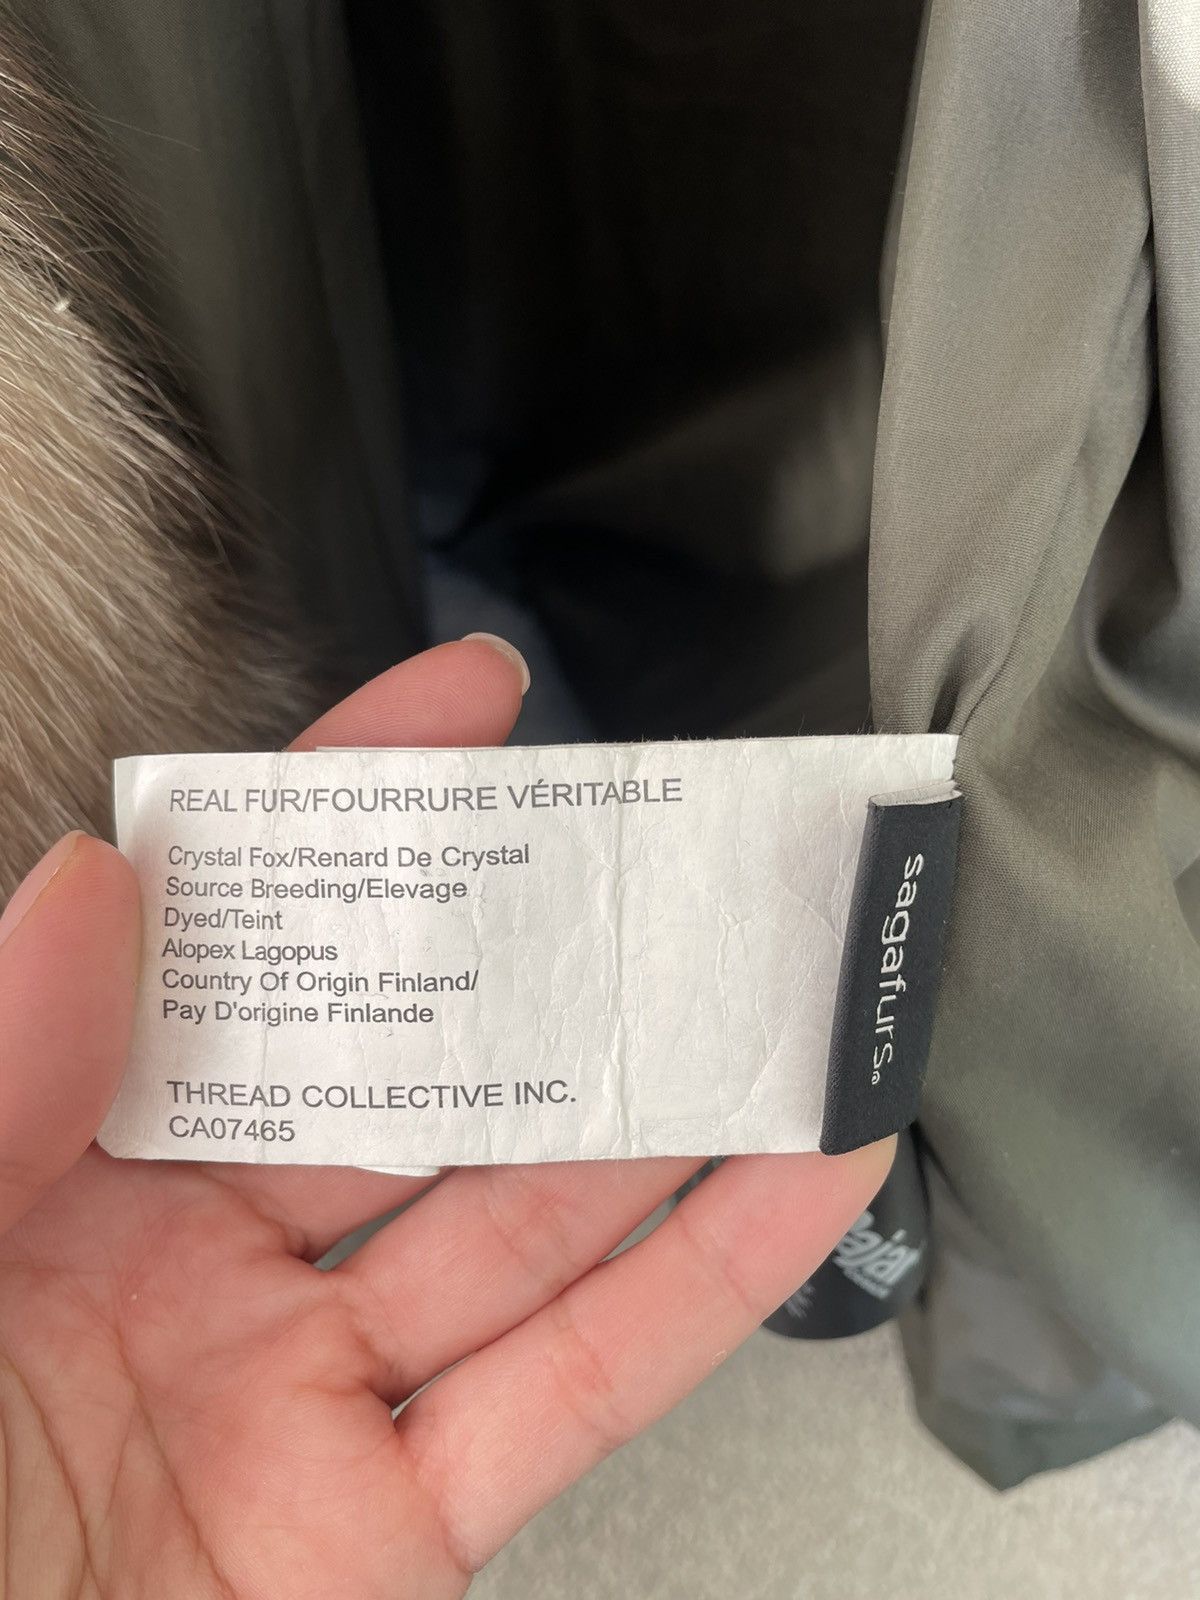 REAL FUR/FOURRURE VÉRITABLE
Crystal Fox/Renard De Crystal
Source Breeding/Elevage
Dyed/Teint
Alopex Lagopus
Country Of Origin Finland/
Pay D'origine Finlande
THREAD COLLECTIVE INC.
CA07465
sagafurs®